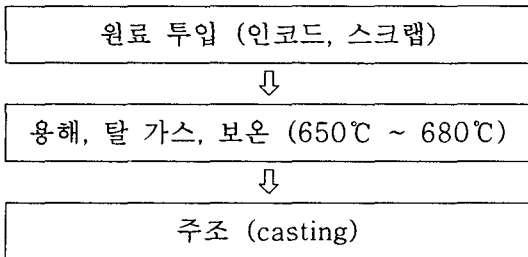 원료 투입 (인코드, 스크랩)
⇩
용해, 탈 가스, 보온 (650℃ ~ 680℃)
⇩
주조 (casting)